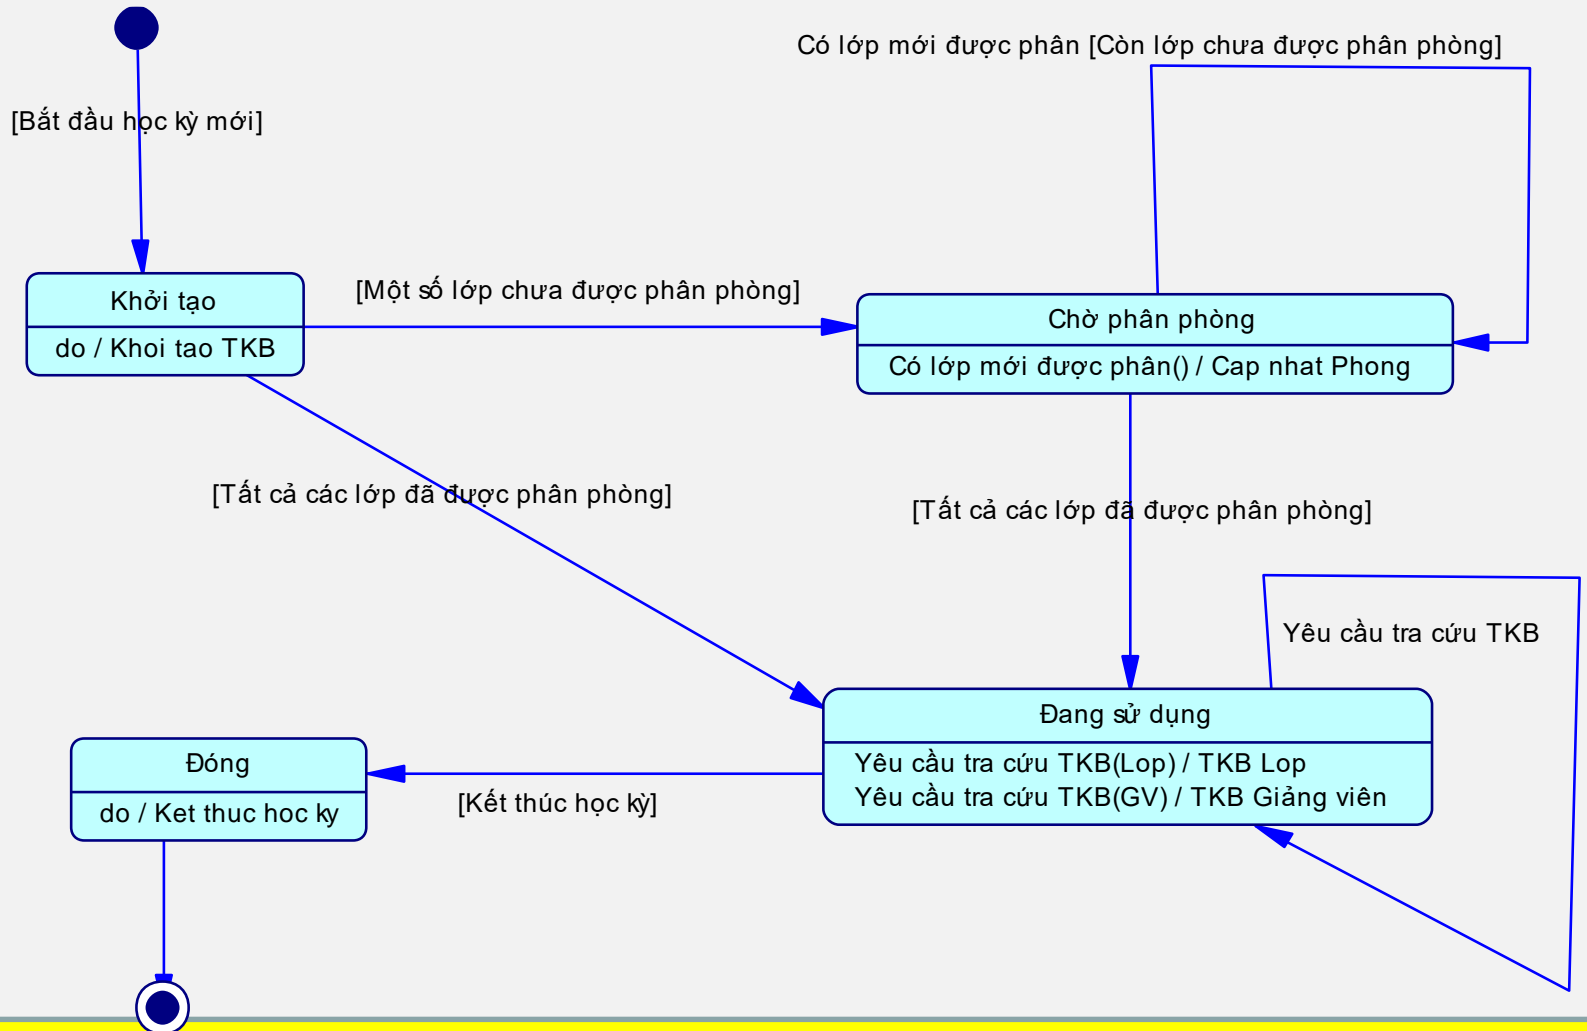 Có lớp mới được phân [Còn lớp chưa được phân phòng]
[Bắt đầu học kỳ mới]
Khởi tạo
do / Khoi tao TKB
[Một số lớp chưa được phân phòng]
Chờ phân phòng
Có lớp mới được phân() / Cap nhat Phong
[Tất cả các lớp đã được phân phòng]
[Tất cả các lớp đã được phân phòng]
Yêu cầu tra cứu TKB
Đang sử dụng
Yêu cầu tra cứu TKB(Lop) / TKB Lop
Yêu cầu tra cứu TKB(GV) / TKB Giảng viên
[Kết thúc học kỳ]
Đóng
do / Ket thuc hoc ky